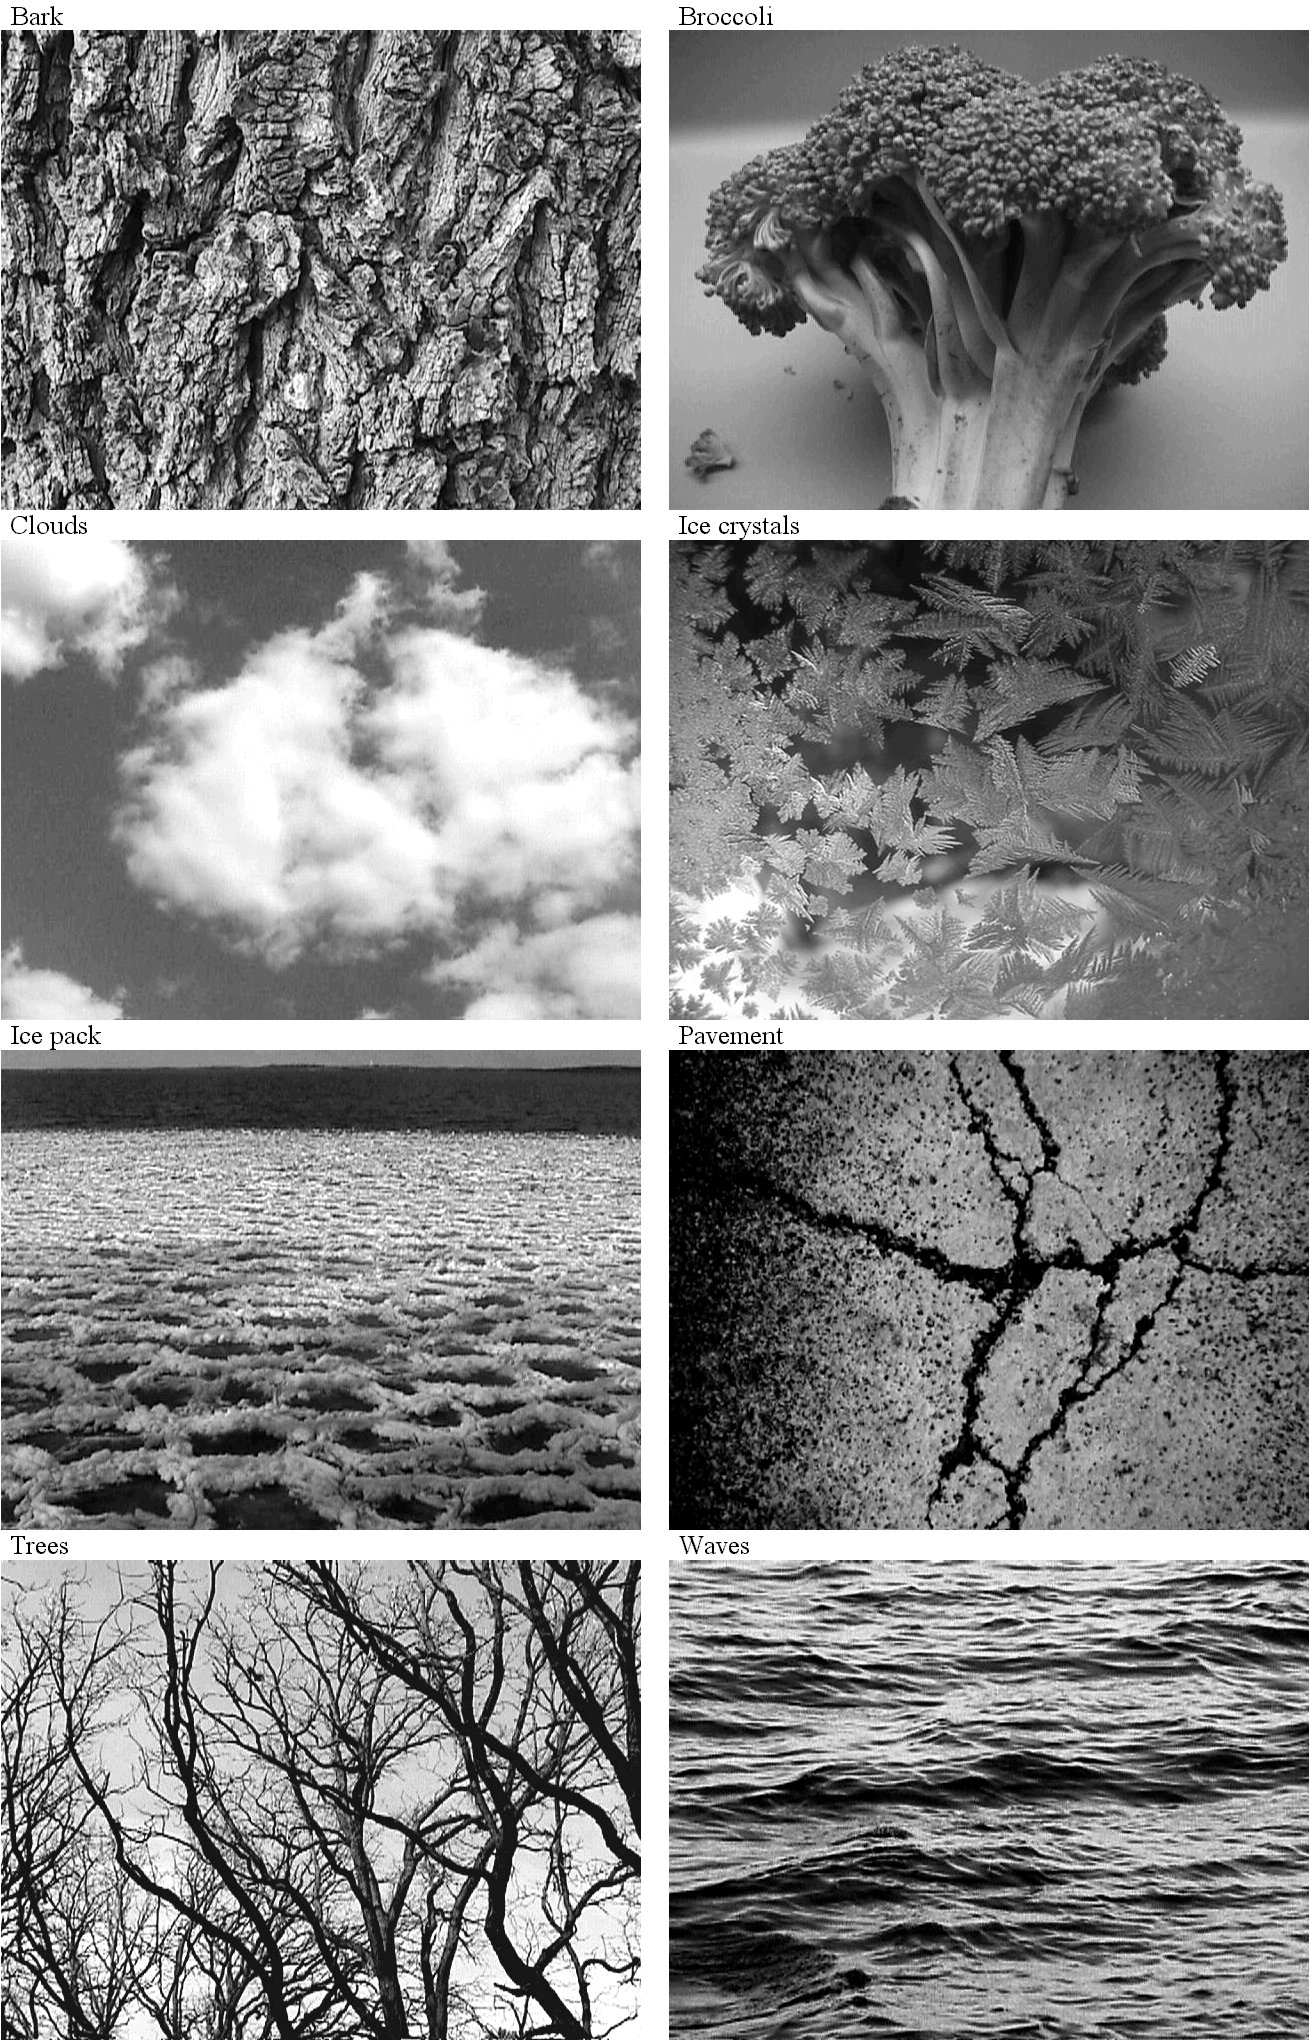 Bark
Broccoli
Clouds
Ice crystals
Ice pack
Pavement
Trees
Waves